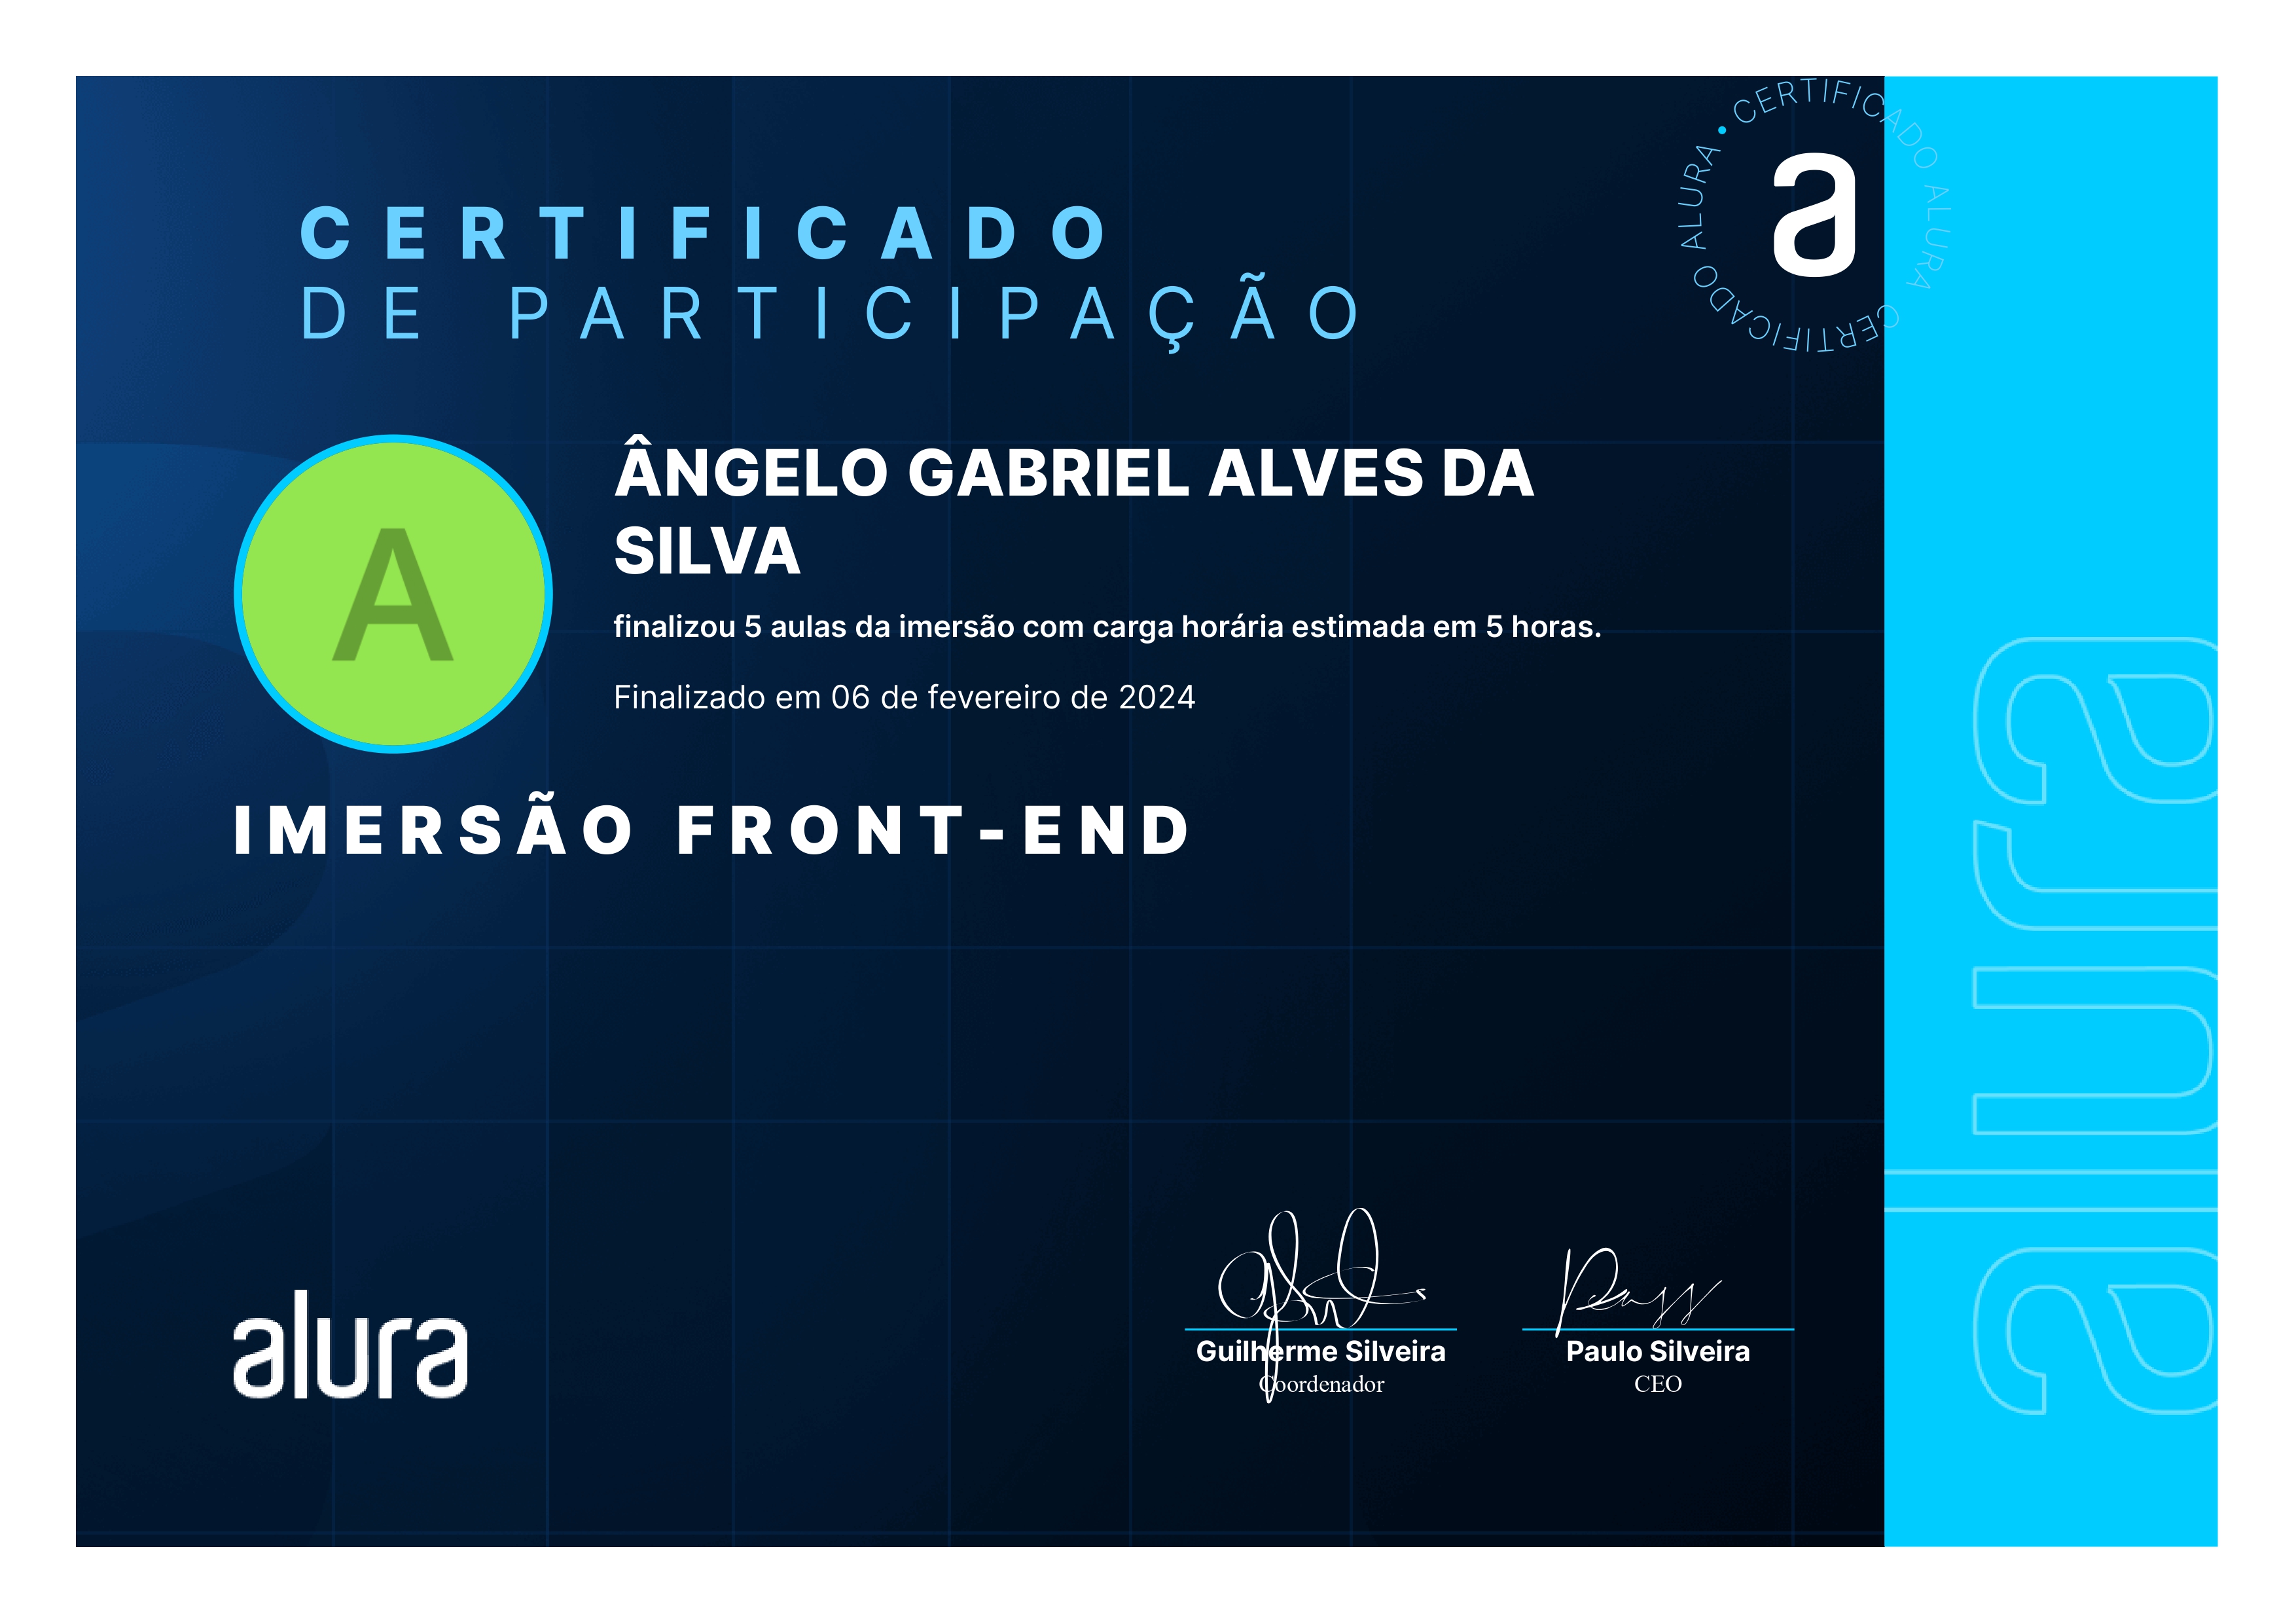 CERTIFICADO
DE PARTICIPAÇÃO
CERTIFICADO ALURA CERTIFICADO ALURA •
a
A
ÂNGELO GABRIEL ALVES DA
SILVA
finalizou 5 aulas da imersão com carga horária estimada em 5 horas.
Finalizado em 06 de fevereiro de 2024
IMERSÃO FRONT-END
alura
Guilherme Silveira
Coordenador
Paulo Silveira
CEO
alura